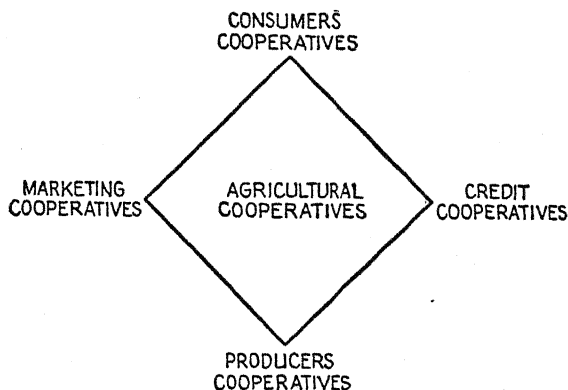 CONSUMERS
COOPERATIVES
MARKETING
COOPERATIVES
AGRICULTURAL
COOPERATIVES
CREDIT
COOPERATIVES
PRODUCERS
COOPERATIVES